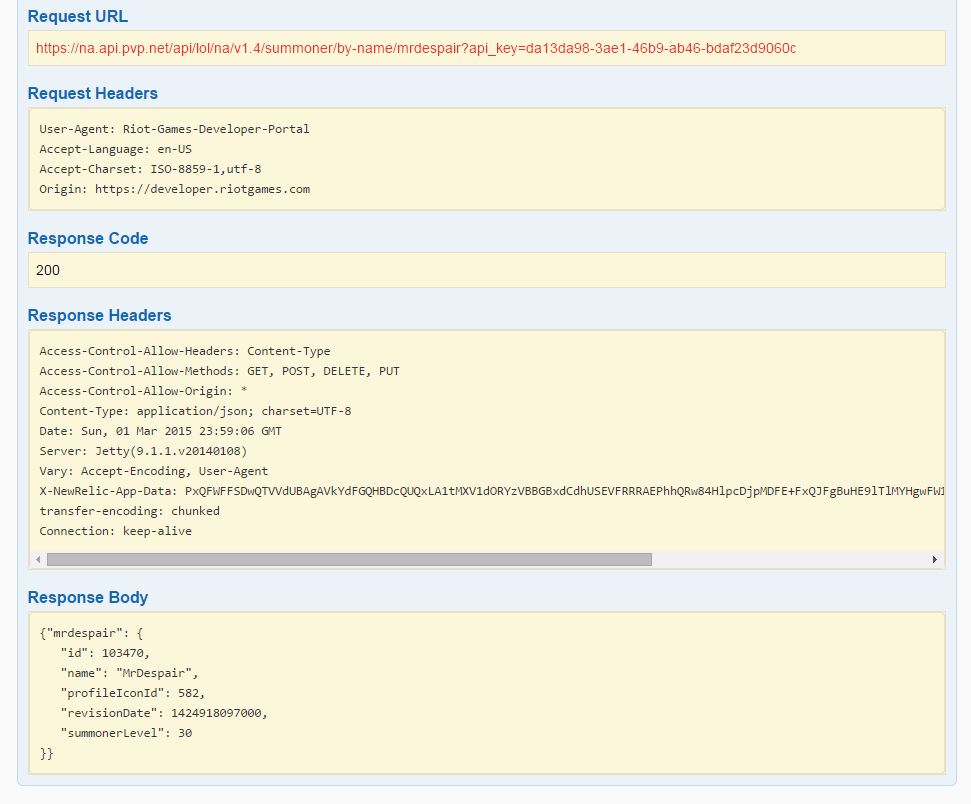 Request URL
https://na.api.pvp.net/api/lol/na/v1.4/summoner/by-name/mrdespair?api_key=da13da98-3ae1-46b9-ab46-bdaf23d9060c
Request Headers
User-Agent: Riot-Games-Developer-Portal
Accept-Language: en-US
Accept-Charset: ISO-8859-1,utf-8
Origin: https://developer.riotgames.com
Response Code
200
Response Headers
Access-Control-Allow-Headers: Content-Type
Access-Control-Allow-Methods: GET, POST, DELETE, PUT
Access-Control-Allow-Origin: *
Content-Type: application/json; charset=UTF-8
Date: Sun, 01 Mar 2015 23:59:06 GMT
Server: Jetty(9.1.1.v20140108)
Vary: Accept-Encoding, User-Agent
X-NewRelic-App-Data:
transfer-encoding: chunked
Connection: keep-alive
Response Body
{"mrdespair": {
"id": 103470,
"name": "MrDespair",
"profileIconId": 582,
"revisionDate": 1424918097000,
"summonerLevel": 30
}}